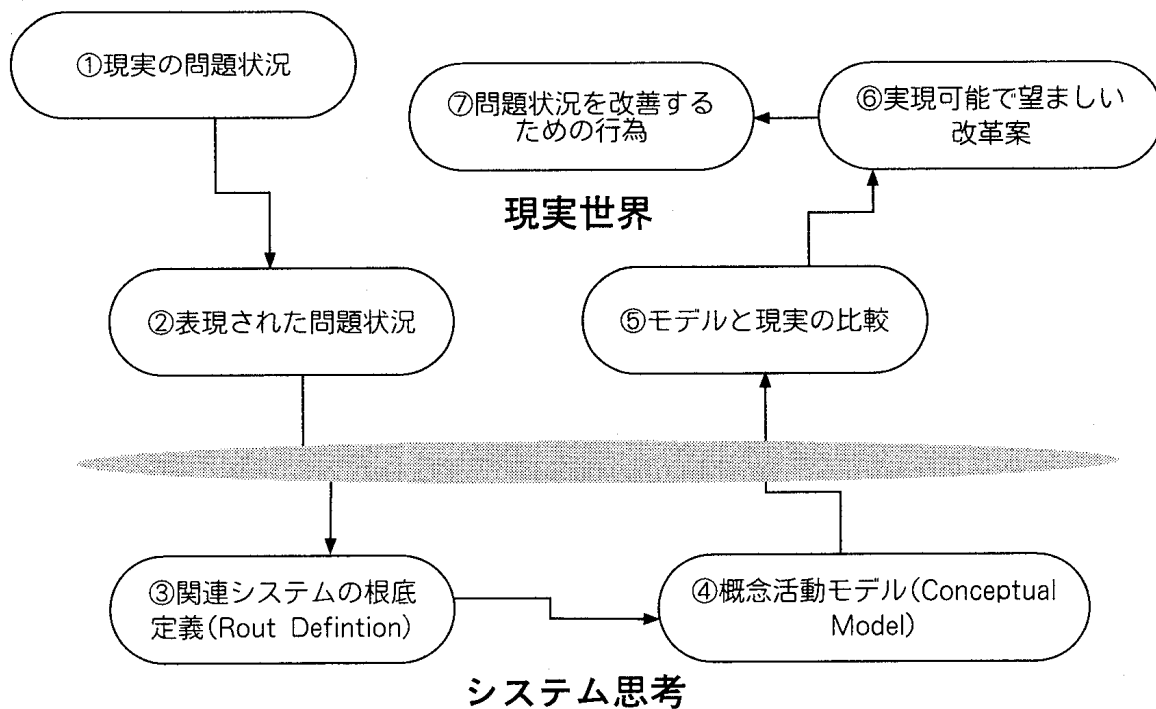 ①現実の問題状況
⑦問題状況を改善する
ための行為
⑥実現可能で望ましい
改革案
現実世界
②表現された問題状況
⑤モデルと現実の比較
③関連システムの根底
定義(Rout Defintion)
④概念活動モデル(Conceptual
Model)
システム思考